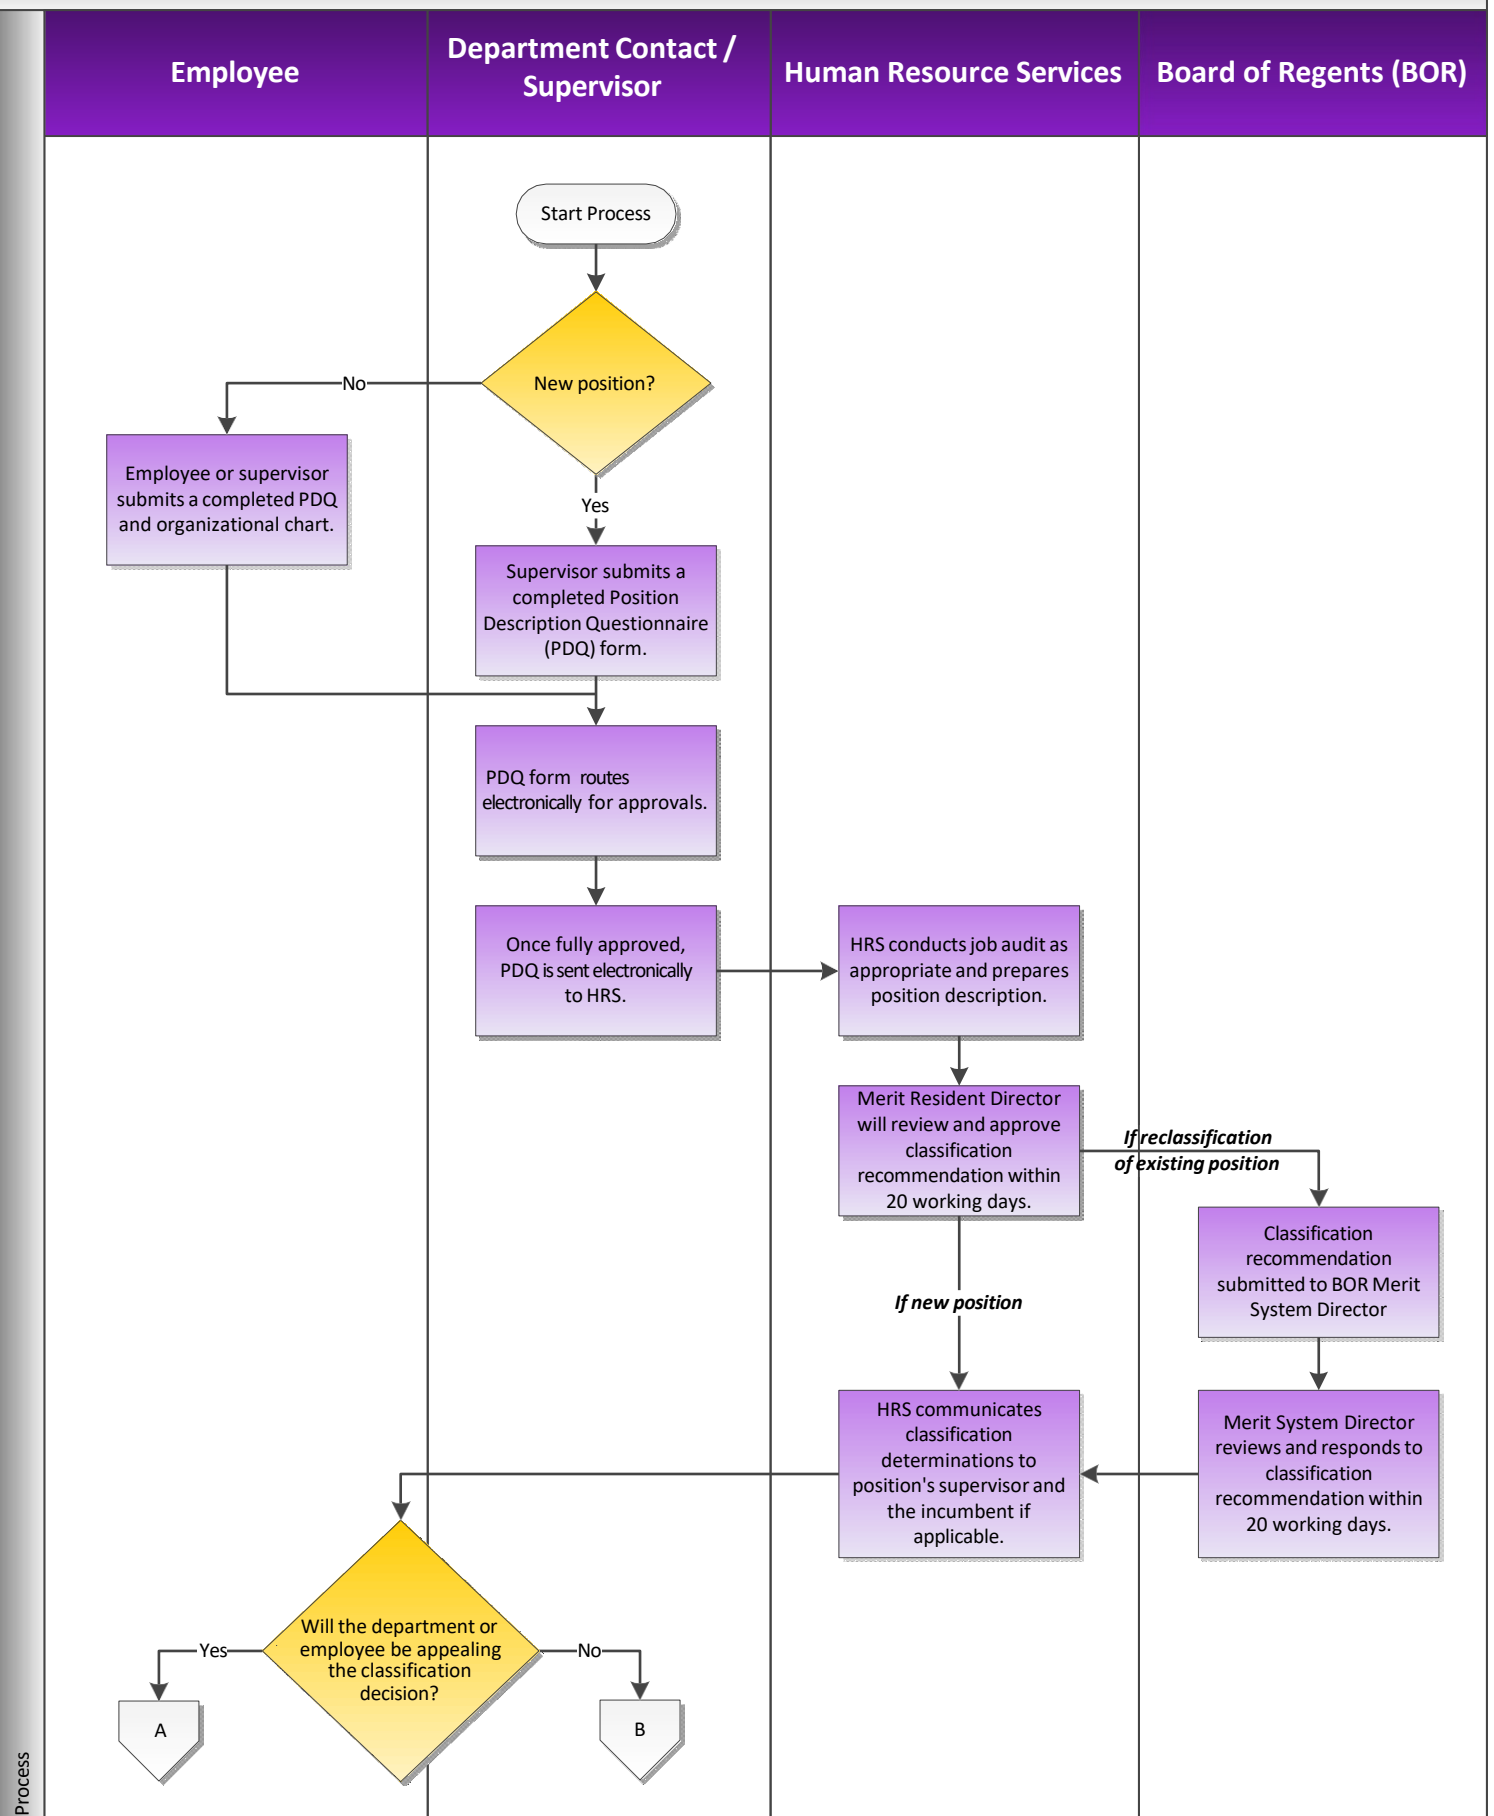 Employee
Department Contact /
Supervisor
Human Resource Services
Board of Regents (BOR)
Start Process
New position?
No
Yes
Employee or supervisor
submits a completed PDQ
and organizational chart.
Supervisor submits a
completed Position
Description Questionnaire
(PDQ) form.
PDQ form routes
electronically for approvals.
Once fully approved,
PDQ is sent electronically
to HRS.
HRS conducts job audit as
appropriate and prepares
position description.
Merit Resident Director
will review and approve
classification
recommendation within
20 working days.
If reclassification
of existing position
Classification
recommendation
submitted to BOR Merit
System Director
If new position
HRS communicates
classification
determinations to
position's supervisor and
the incumbent if
applicable.
Merit System Director
reviews and responds to
classification
recommendation within
20 working days.
Will the department or
employee be appealing
the classification
decision?
Yes
No
A
B
Process